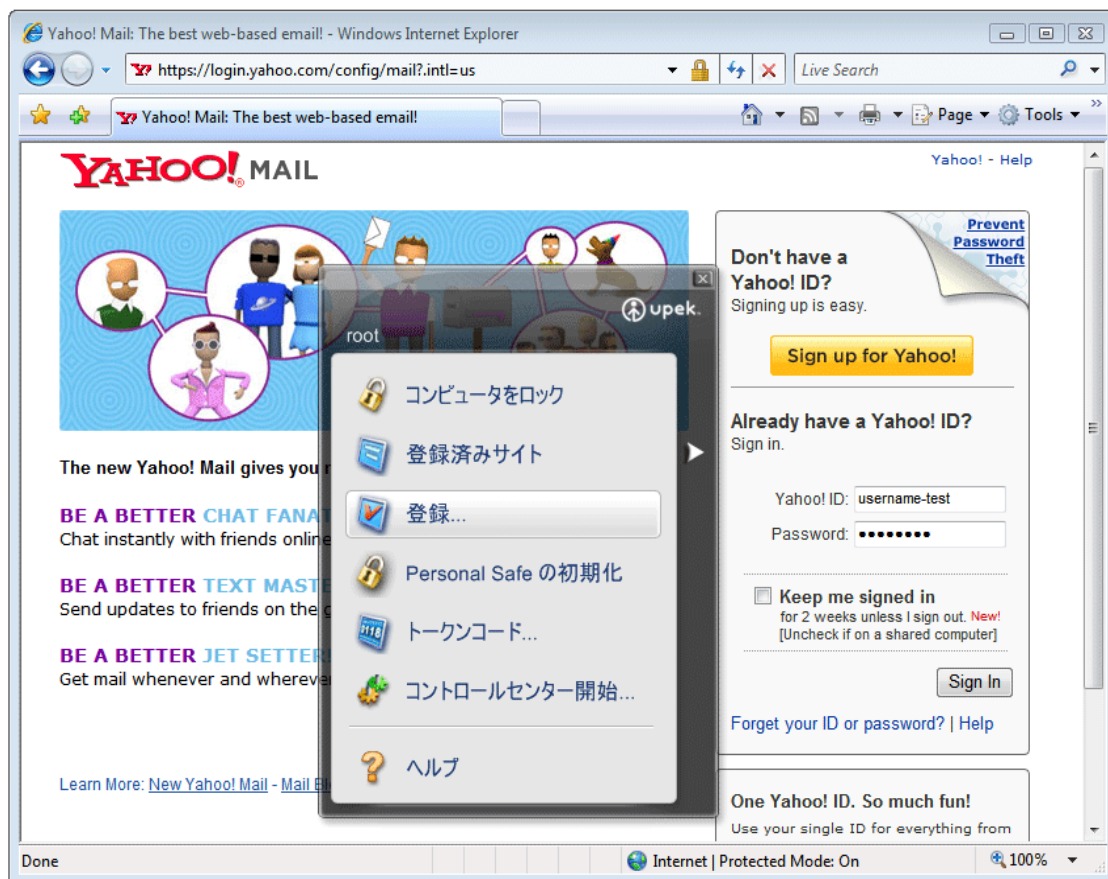 Yahoo! Mail: The best web-based email! - Windows Internet Explorer
https://login.yahoo.com/config/mail?.intl=us
Live Search
Yahoo! Mail: The best web-based email!
Page
Tools
YAHOO!® MAIL
Yahoo! - Help
Prevent
Password
Theft
Don't have a
Yahoo! ID?
Signing up is easy.
Sign up for Yahoo!
Already have a Yahoo! ID?
Sign in.
Yahoo! ID: username-test
Password: ••••••••
Keep me signed in
for 2 weeks unless I sign out. New!
[Uncheck if on a shared computer]
Sign In
Forget your ID or password? | Help
One Yahoo! ID. So much fun!
Use your single ID for everything from
The new Yahoo! Mail gives you
BE A BETTER CHAT FANAT
Chat instantly with friends online
BE A BETTER TEXT MASTE
Send updates to friends on the
BE A BETTER JET SETTER
Get mail whenever and whereve
Learn More: New Yahoo! Mail - Mail
upek.
root
コンピュータをロック
登録済みサイト
登録...
Personal Safe の初期化
0110
トークンコード...
コントロールセンター開始...
ヘルプ
Done
Internet | Protected Mode: On
100%